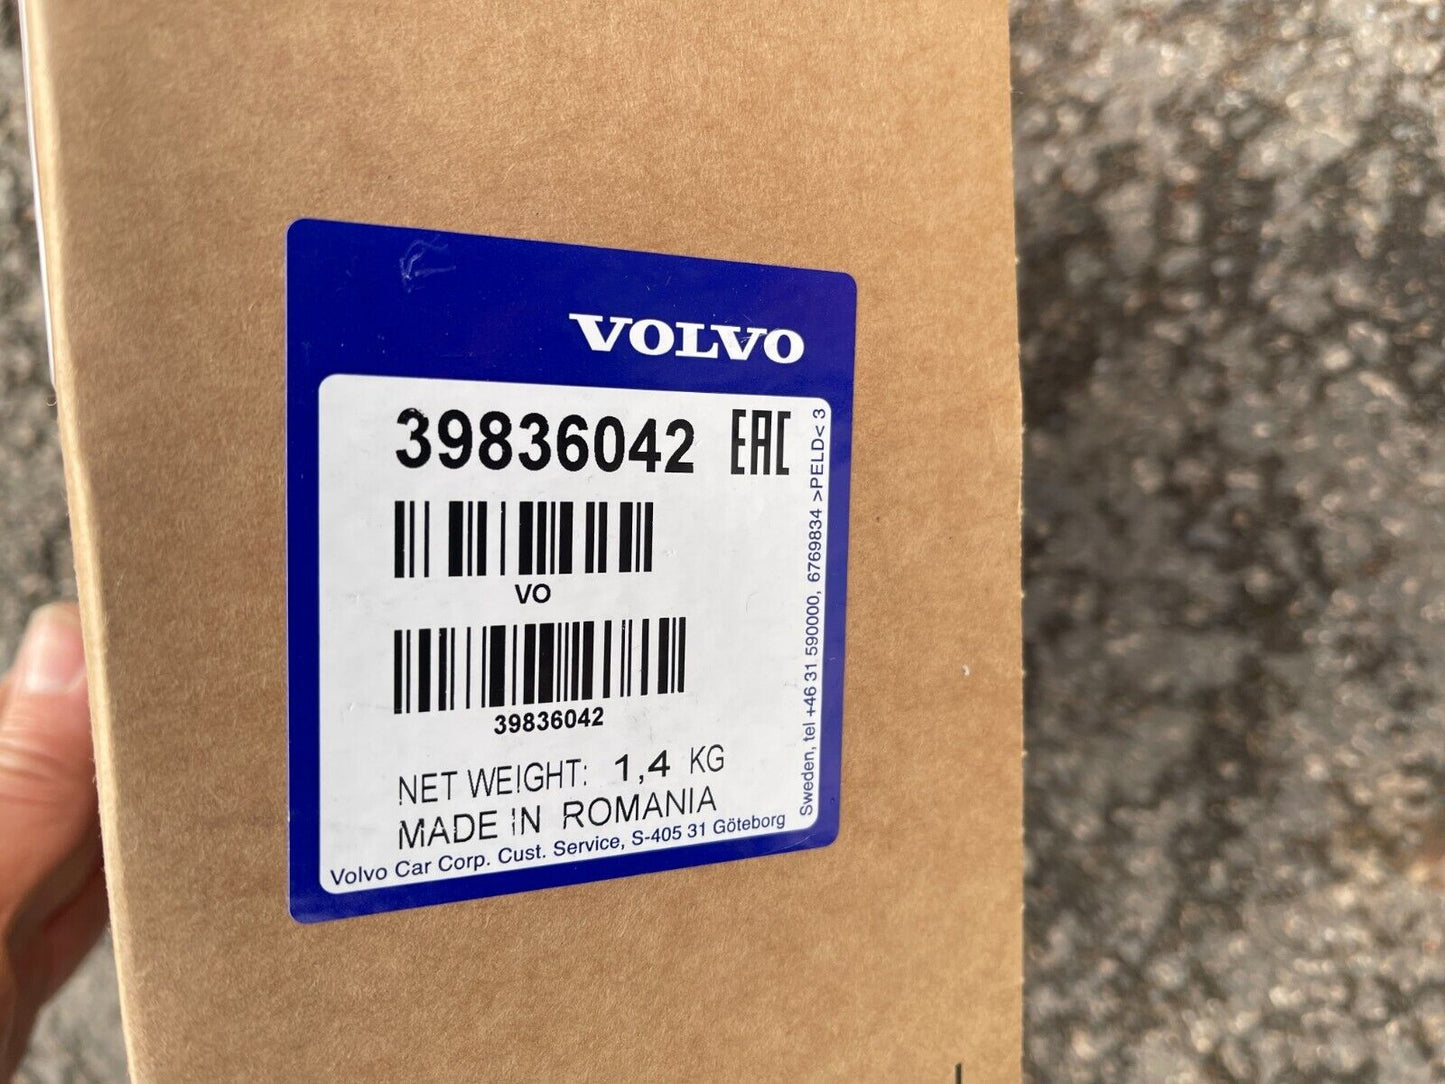 VOLVO
39836042 EAC
VO
39836042
NET WEIGHT: 1,4 KG
MADE IN ROMANIA
Volvo Car Corp. Cust. Service, S-405 31 Göteborg
Sweden, tel +46 31 590000, 6769834 >PELD< 3